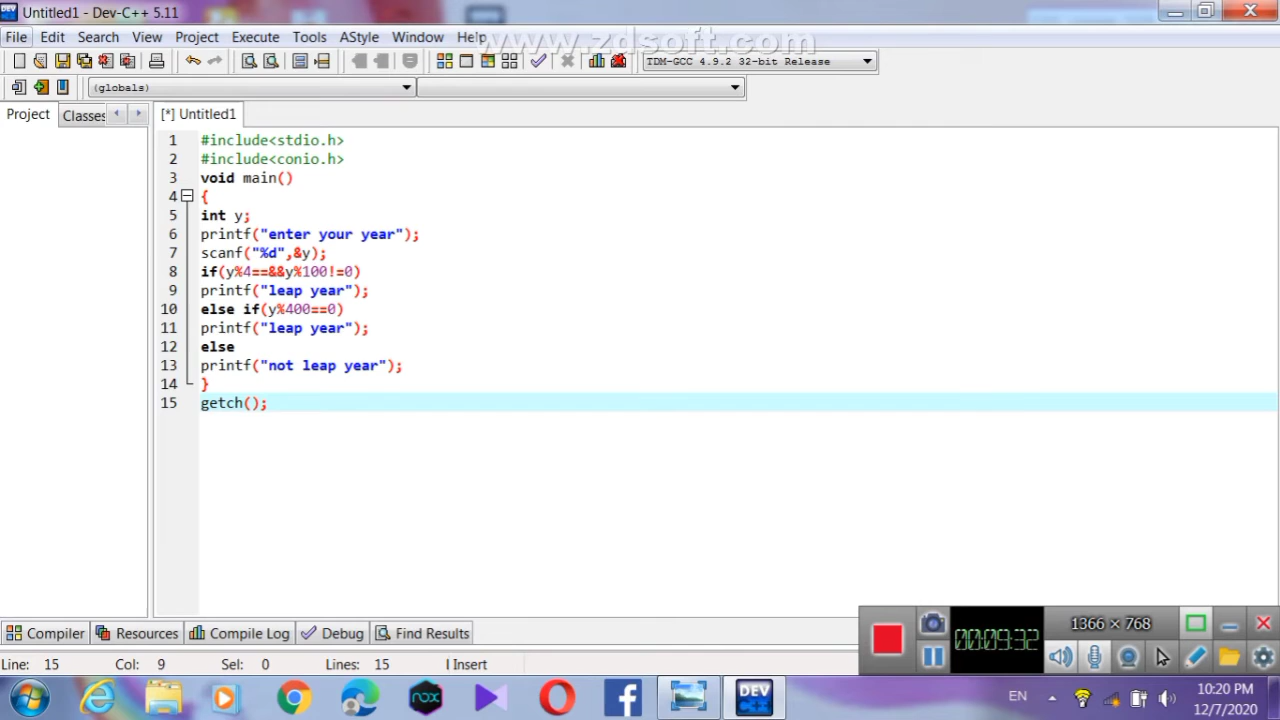 Untitled1 - Dev-C++ 5.11
File Edit Search View Project Execute Tools AStyle Window Help
www.zdsoft.com
TDM-GCC 4.9.2 32-bit Release
(globals)
Project Classes [*] Untitled1
1 #include<stdio.h>
2 #include<conio.h>
3 void main()
4 {
5 int y;
6 printf("enter your year");
7 scanf("%d",&y);
8 if(y%4==&&y%100!=0)
9 printf("leap year");
10 else if(y%400==0)
11 printf("leap year");
12 else
13 printf("not leap year");
14 }
15 getch();
Compiler Resources Compile Log Debug Find Results
1366 × 768
00:09:32
Line: 15 Col: 9 Sel: 0 Lines: 15 Insert
nox
DEV C++
EN
10:20 PM
12/7/2020